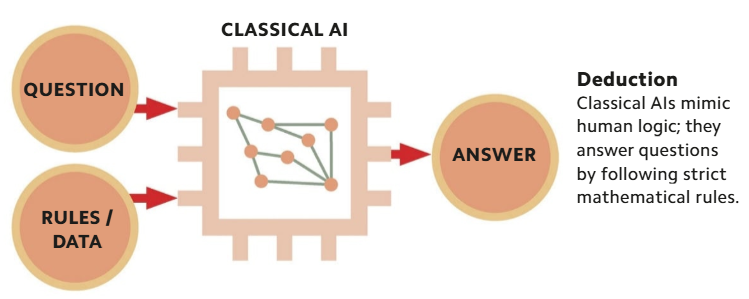 CLASSICAL AI
QUESTION
RULES /
DATA
ANSWER
Deduction
Classical AIs mimic
human logic; they
answer questions
by following strict
mathematical rules.